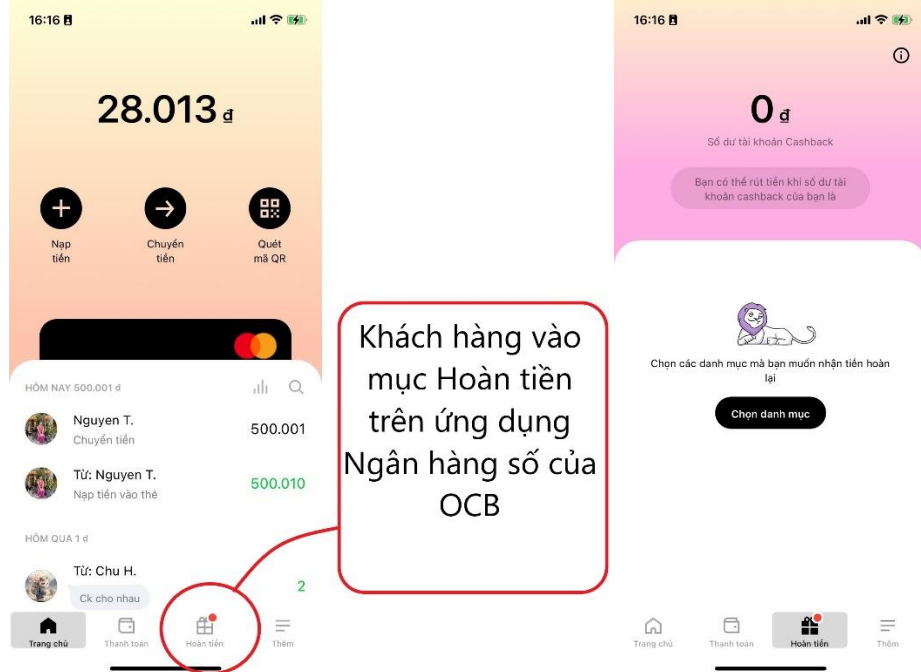 16:16
28.013 đ
Nạp
tiền
Chuyển
tiền
Quét
mã QR
HÔM NAY 500.001 đ
Nguyen T.
Chuyển tiền
500.001
Từ: Nguyen T.
Nạp tiền vào thẻ
500.010
HÔM QUA 1 đ
Từ: Chu H.
Ck cho nhau
2
Trang chủ
Thanh toán
Hoàn tiền
Thêm
Khách hàng vào
mục Hoàn tiền
trên ứng dụng
Ngân hàng số của
OCB
16:16
0 đ
Số dư tài khoản Cashback
Bạn có thể rút tiền khi số dư tài
khoản cashback của bạn là
Chọn các danh mục mà bạn muốn nhận tiền hoàn
lại
Chọn danh mục
Trang chủ
Thanh toán
Hoàn tiền
Thêm